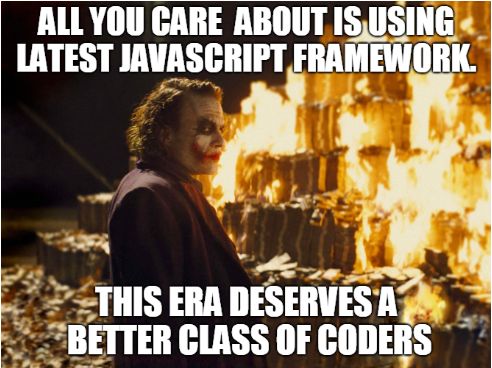 ALL YOU CARE ABOUT IS USING
LATEST JAVASCRIPT FRAMEWORK.
THIS ERA DESERVES A
BETTER CLASS OF CODERS